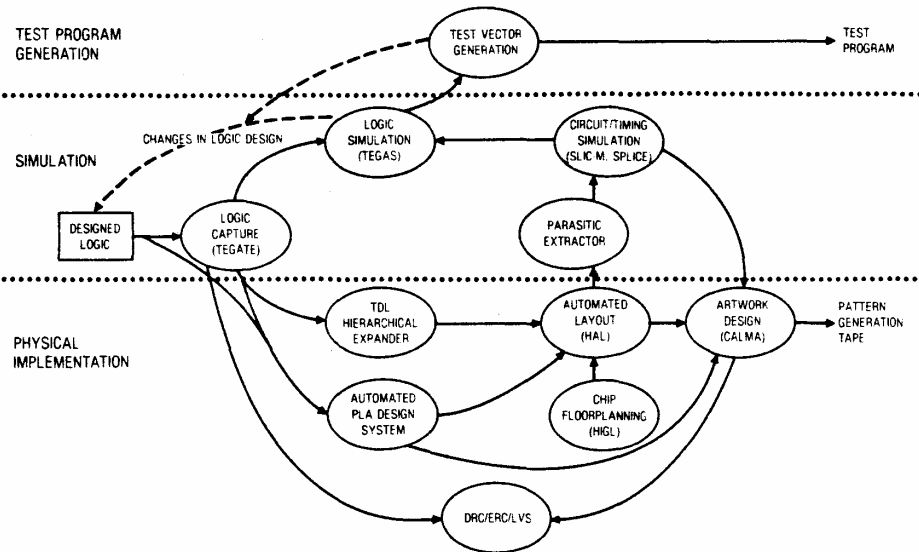 TEST PROGRAM
GENERATION
TEST VECTOR
GENERATION
TEST
PROGRAM
CHANGES IN LOGIC DESIGN
LOGIC
SIMULATION
(TEGAS)
CIRCUIT/TIMING
SIMULATION
(SLIC M. SPLICE)
SIMULATION
DESIGNED
LOGIC
LOGIC
CAPTURE
(TEGATE)
PARASITIC
EXTRACTOR
PHYSICAL
IMPLEMENTATION
TDL
HIERARCHICAL
EXPANDER
AUTOMATED
LAYOUT
(HAL)
ARTWORK
DESIGN
(CALMA)
PATTERN
GENERATION
TAPE
AUTOMATED
PLA DESIGN
SYSTEM
CHIP
FLOORPLANNING
(HIGL)
DRC/ERC/LVS